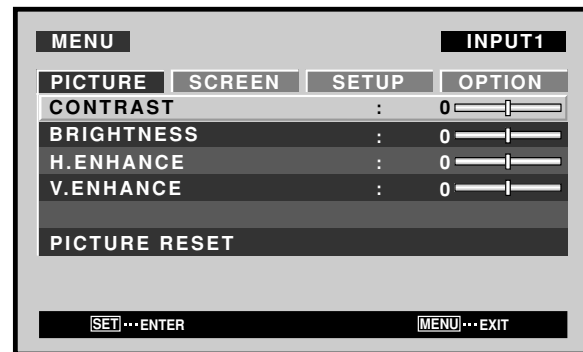 MENU INPUT1
PICTURE SCREEN SETUP OPTION
CONTRAST : 0
BRIGHTNESS : 0
H.ENHANCE : 0
V.ENHANCE : 0
PICTURE RESET
SET ··· ENTER MENU ··· EXIT